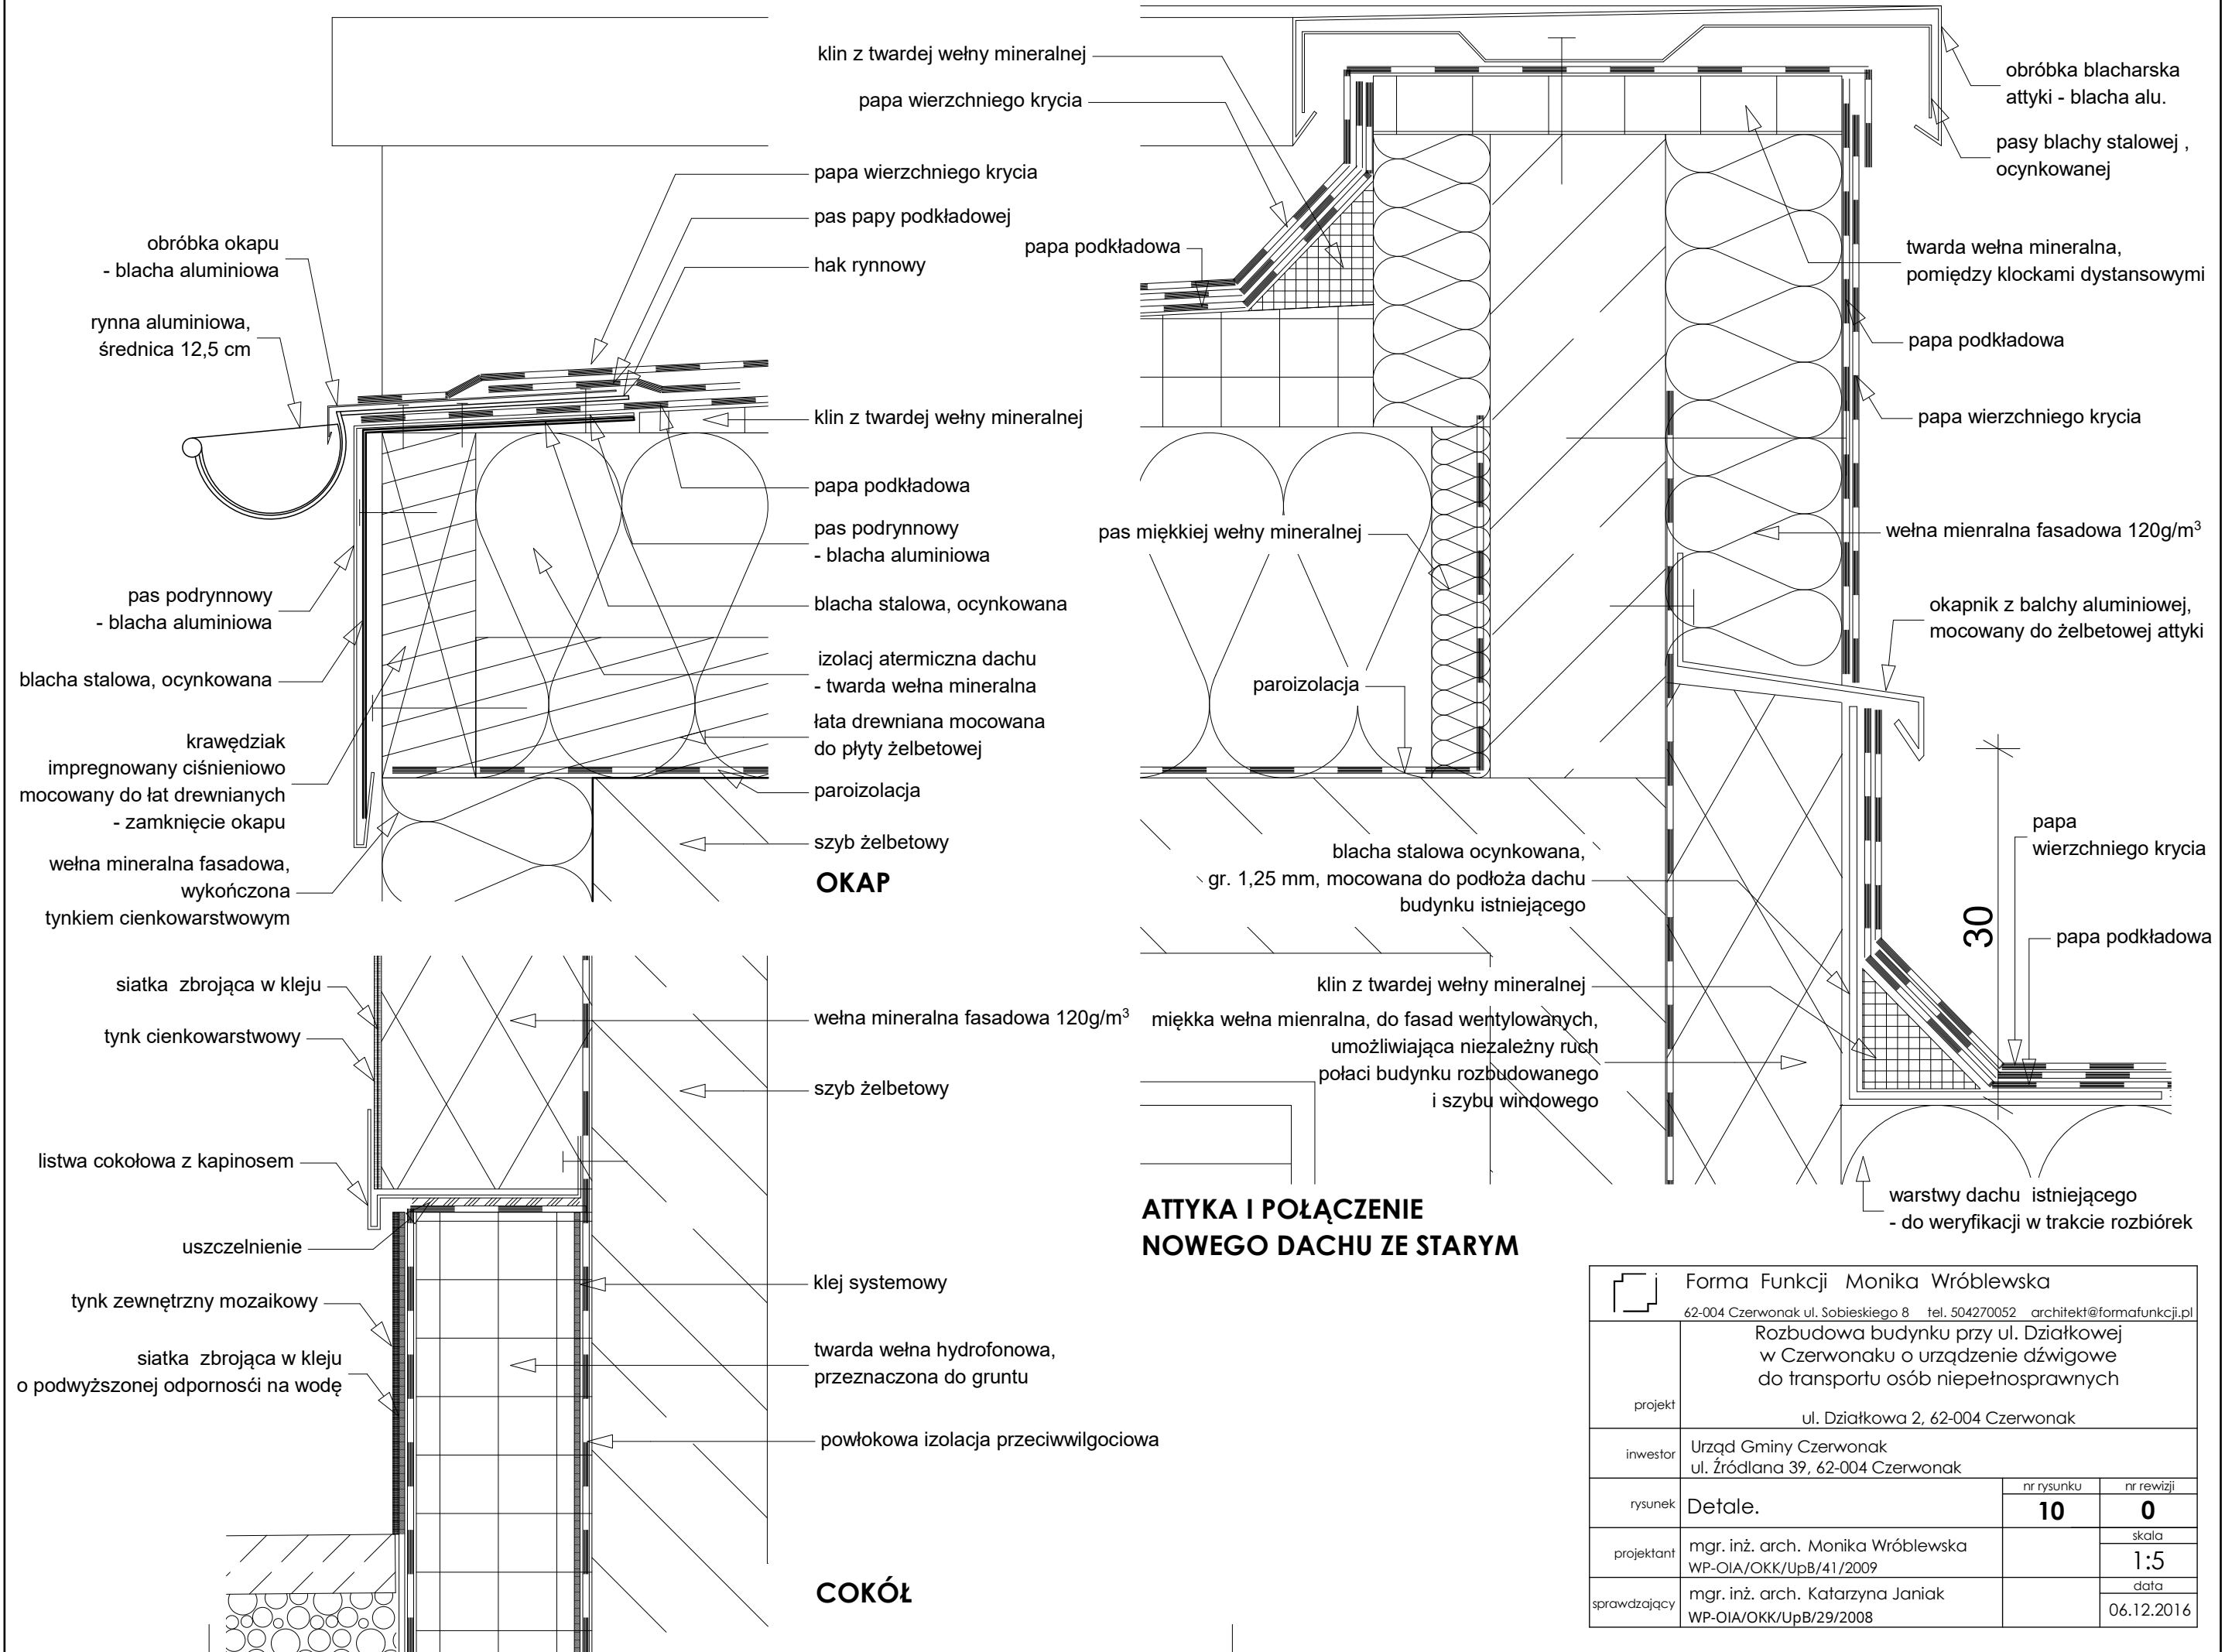 klin z twardej wełny mineralnej
papa wierzchniego krycia
papa wierzchniego krycia
pas papy podkładowej
hak rynnowy
obróbka okapu
- blacha aluminiowa
rynna aluminiowa,
średnica 12,5 cm
klin z twardej wełny mineralnej
papa podkładowa
pas podrynnowy
- blacha aluminiowa
blacha stalowa, ocynkowana
izolacj atermiczna dachu
- twarda wełna mineralna
łata drewniana mocowana
do płyty żelbetowej
paroizolacja
szyb żelbetowy
OKAP
pas podrynnowy
- blacha aluminiowa
blacha stalowa, ocynkowana
krawędziak
impregnowany ciśnieniowo
mocowany do łat drewnianych
- zamknięcie okapu
wełna mineralna fasadowa,
wykończona
tynkiem cienkowarstwowym
siatka zbrojąca w kleju
tynk cienkowarstwowy
listwa cokołowa z kapinosem
uszczelnienie
tynk zewnętrzny mozaikowy
siatka zbrojąca w kleju
o podwyższonej odpornosći na wodę
wełna mineralna fasadowa 120g/m³
szyb żelbetowy
klej systemowy
twarda wełna hydrofonowa,
przeznaczona do gruntu
powłokowa izolacja przeciwwilgociowa
COKÓŁ
papa podkładowa
obróbka blacharska
attyki - blacha alu.
pasy blachy stalowej ,
ocynkowanej
twarda wełna mineralna,
pomiędzy klockami dystansowymi
papa podkładowa
papa wierzchniego krycia
wełna mienralna fasadowa 120g/m³
okapnik z balchy aluminiowej,
mocowany do żelbetowej attyki
pas miękkiej wełny mineralnej
paroizolacja
blacha stalowa ocynkowana,
gr. 1,25 mm, mocowana do podłoża dachu
budynku istniejącego
klin z twardej wełny mineralnej
miękka wełna mienralna, do fasad wentylowanych,
umożliwiająca niezależny ruch
połaci budynku rozbudowanego
i szybu windowego
30
papa
wierzchniego krycia
papa podkładowa
warstwy dachu istniejącego
- do weryfikacji w trakcie rozbiórek
ATTYKA I POŁĄCZENIE
NOWEGO DACHU ZE STARYM
Forma Funkcji Monika Wróblewska
62-004 Czerwonak ul. Sobieskiego 8 tel. 504270052 architekt@formafunkcji.pl
projekt
Rozbudowa budynku przy ul. Działkowej
w Czerwonaku o urządzenie dźwigowe
do transportu osób niepełnosprawnych
ul. Działkowa 2, 62-004 Czerwonak
inwestor
Urząd Gminy Czerwonak
ul. Źródlana 39, 62-004 Czerwonak
rysunek
Detale.
nr rysunku
10
nr rewizji
0
projektant
mgr. inż. arch. Monika Wróblewska
WP-OIA/OKK/UpB/41/2009
skala
1:5
sprawdzający
mgr. inż. arch. Katarzyna Janiak
WP-OIA/OKK/UpB/29/2008
data
06.12.2016